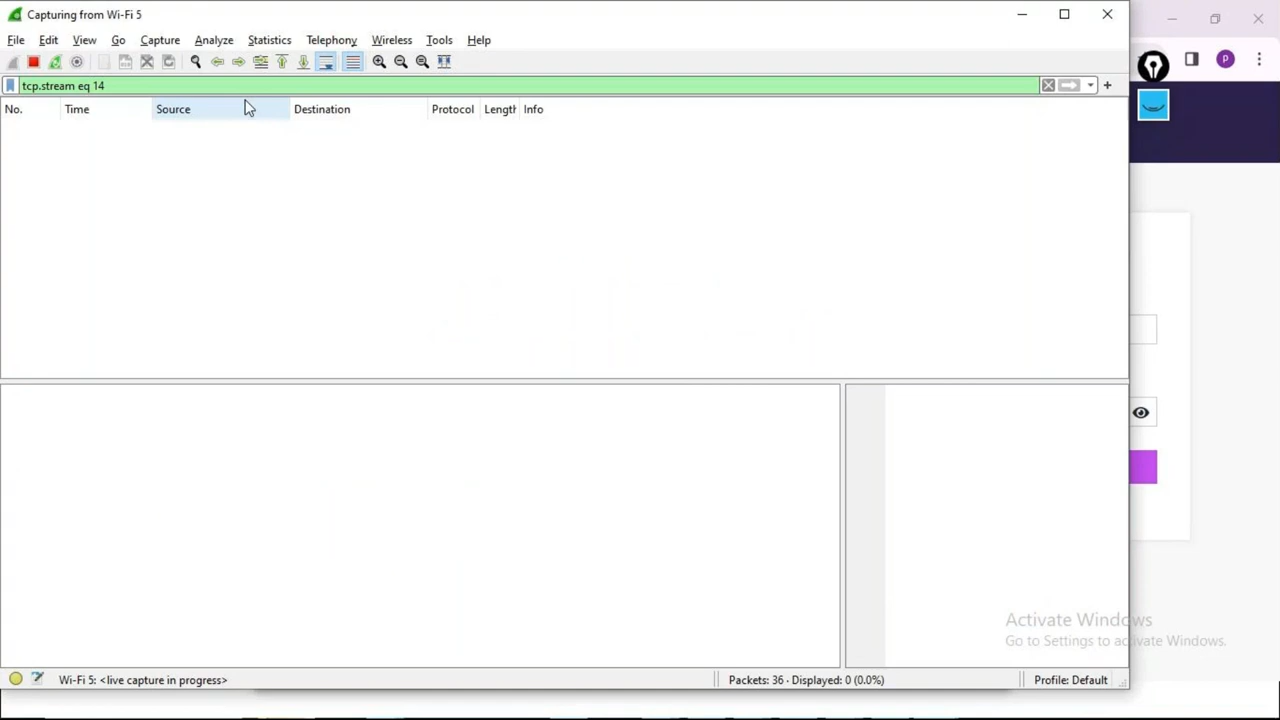 Capturing from Wi-Fi 5
File Edit View Go Capture Analyze Statistics Telephony Wireless Tools Help
tcp.stream eq 14
No. Time Source Destination Protocol Length Info
P
Activate Windows
Go to Settings to activate Windows.
Wi-Fi 5: <live capture in progress> Packets: 36 · Displayed: 0 (0.0%) Profile: Default